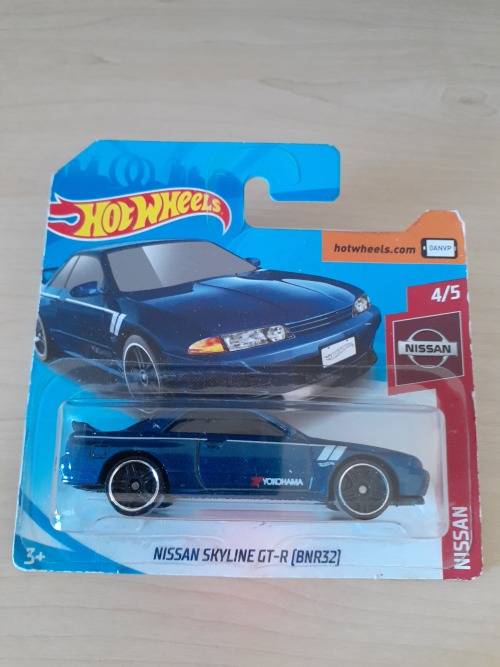 HOT WHEELS
hotwheels.com
DANVP
4/5
NISSAN
YOKOHAMA
3+
NISSAN SKYLINE GT-R (BNR32)
NISSAN